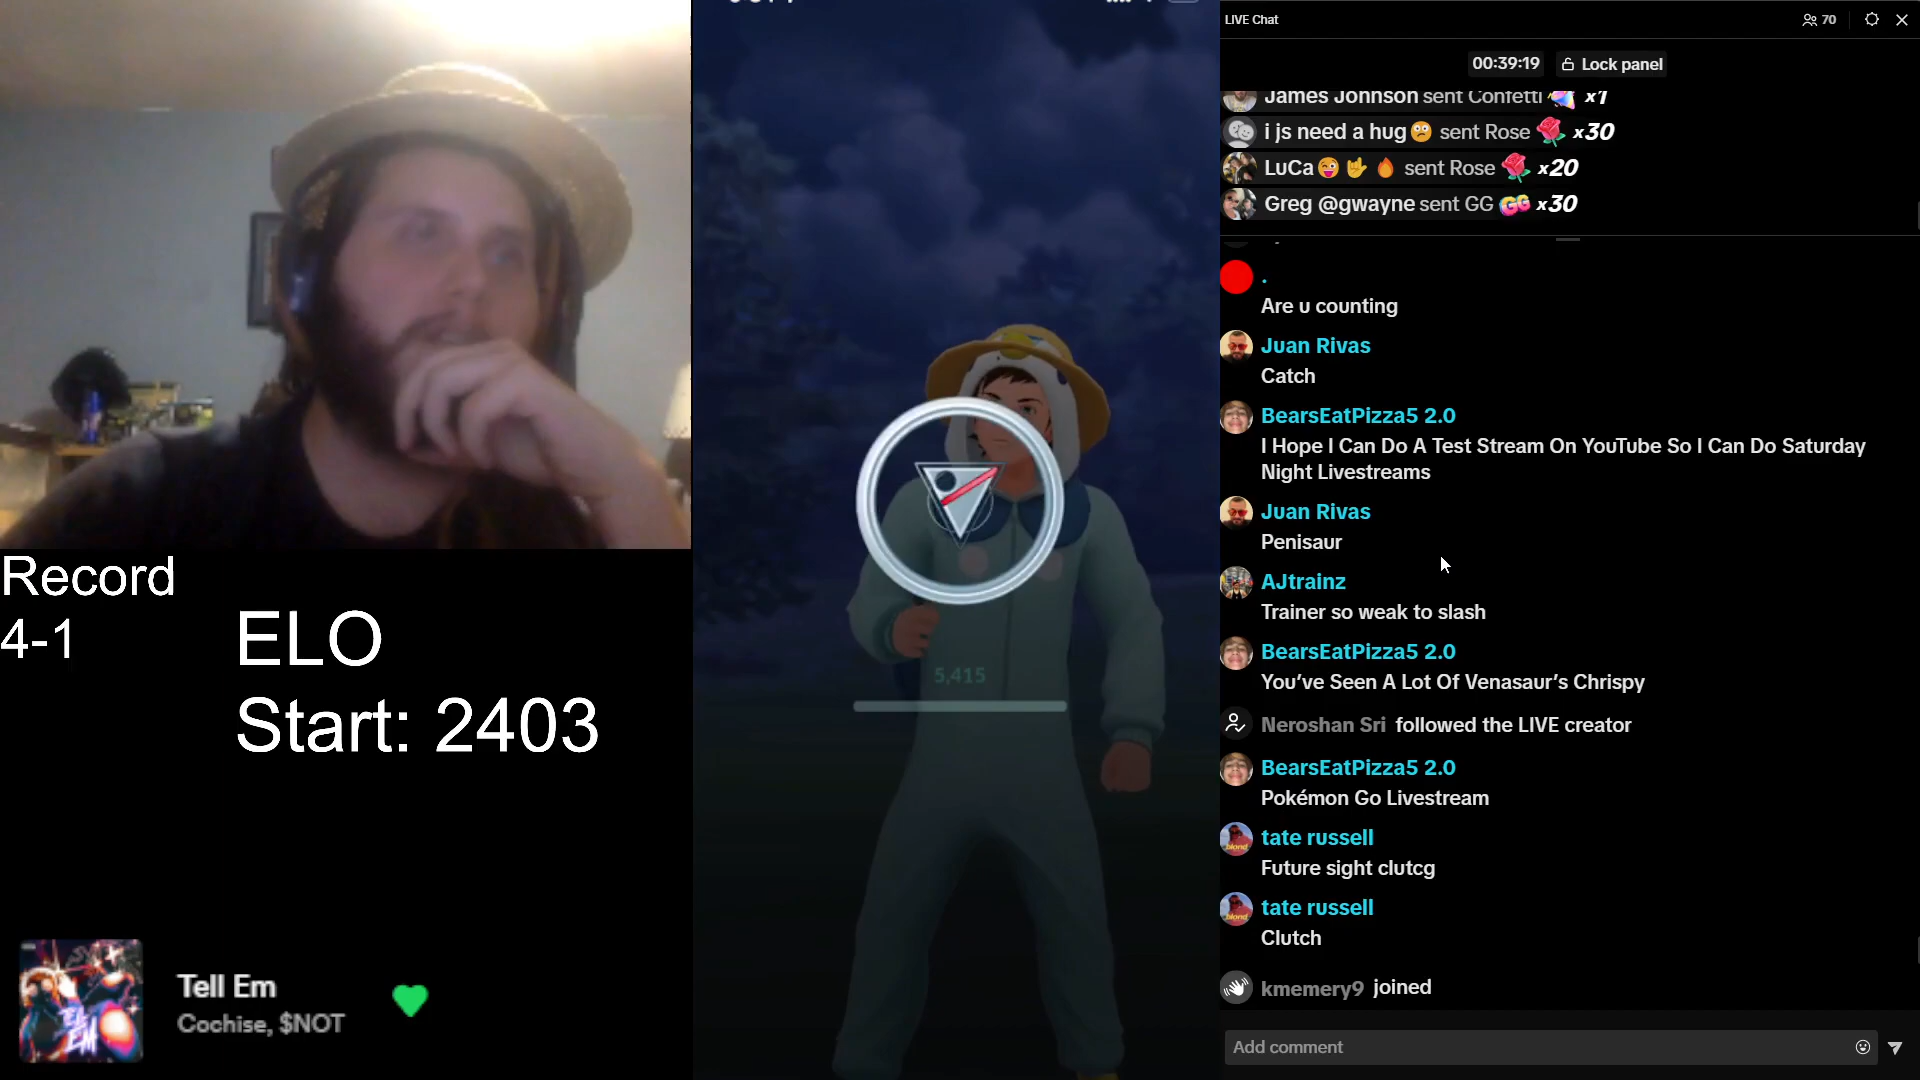 LIVE Chat
70
00:39:19
Lock panel
James Johnson sent Confetti x1
i js need a hug sent Rose x30
LuCa sent Rose x20
Greg @gwayne sent GG x30
.
Are u counting
Juan Rivas
Catch
BearsEatPizza5 2.0
I Hope I Can Do A Test Stream On YouTube So I Can Do Saturday
Night Livestreams
Juan Rivas
Penisaur
AJtrainz
Trainer so weak to slash
BearsEatPizza5 2.0
You've Seen A Lot Of Venasaur's Chrispy
Neroshan Sri followed the LIVE creator
BearsEatPizza5 2.0
Pokémon Go Livestream
tate russell
Future sight clutcg
tate russell
Clutch
kmemery9 joined
Add comment
5,415
Record
4-1
ELO
Start: 2403
Tell Em
Cochise, $NOT